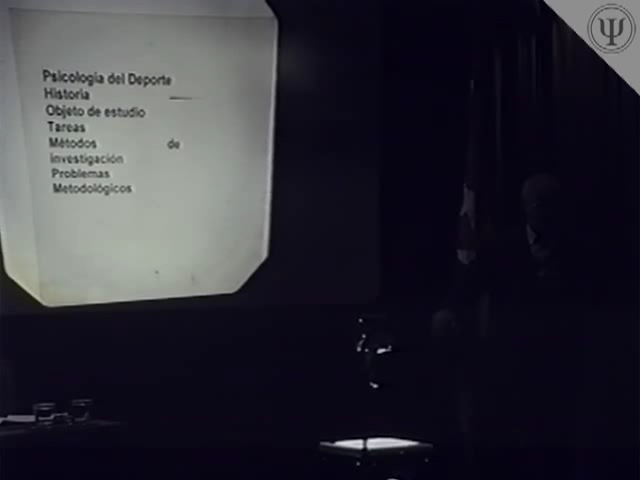 Psicología del Deporte
Historia
Objeto de estudio
Tareas
Métodos de
investigación
Problemas
Metodológicos
Ψ